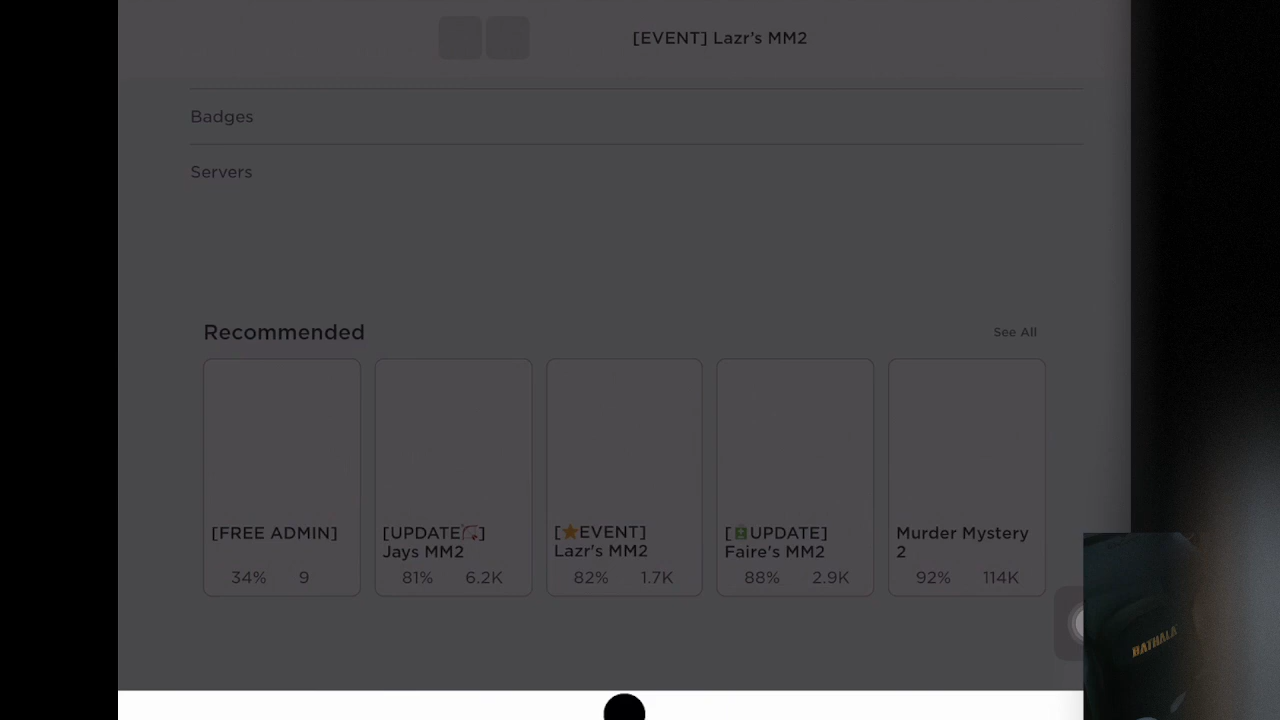 [EVENT] Lazr's MM2
Badges
Servers
Recommended
See All
[FREE ADMIN]
34% 9
[UPDATE🏹]
Jays MM2
81% 6.2K
[⭐EVENT]
Lazr's MM2
82% 1.7K
[🔋UPDATE]
Faire's MM2
88% 2.9K
Murder Mystery
2
92% 114K
BATHALA